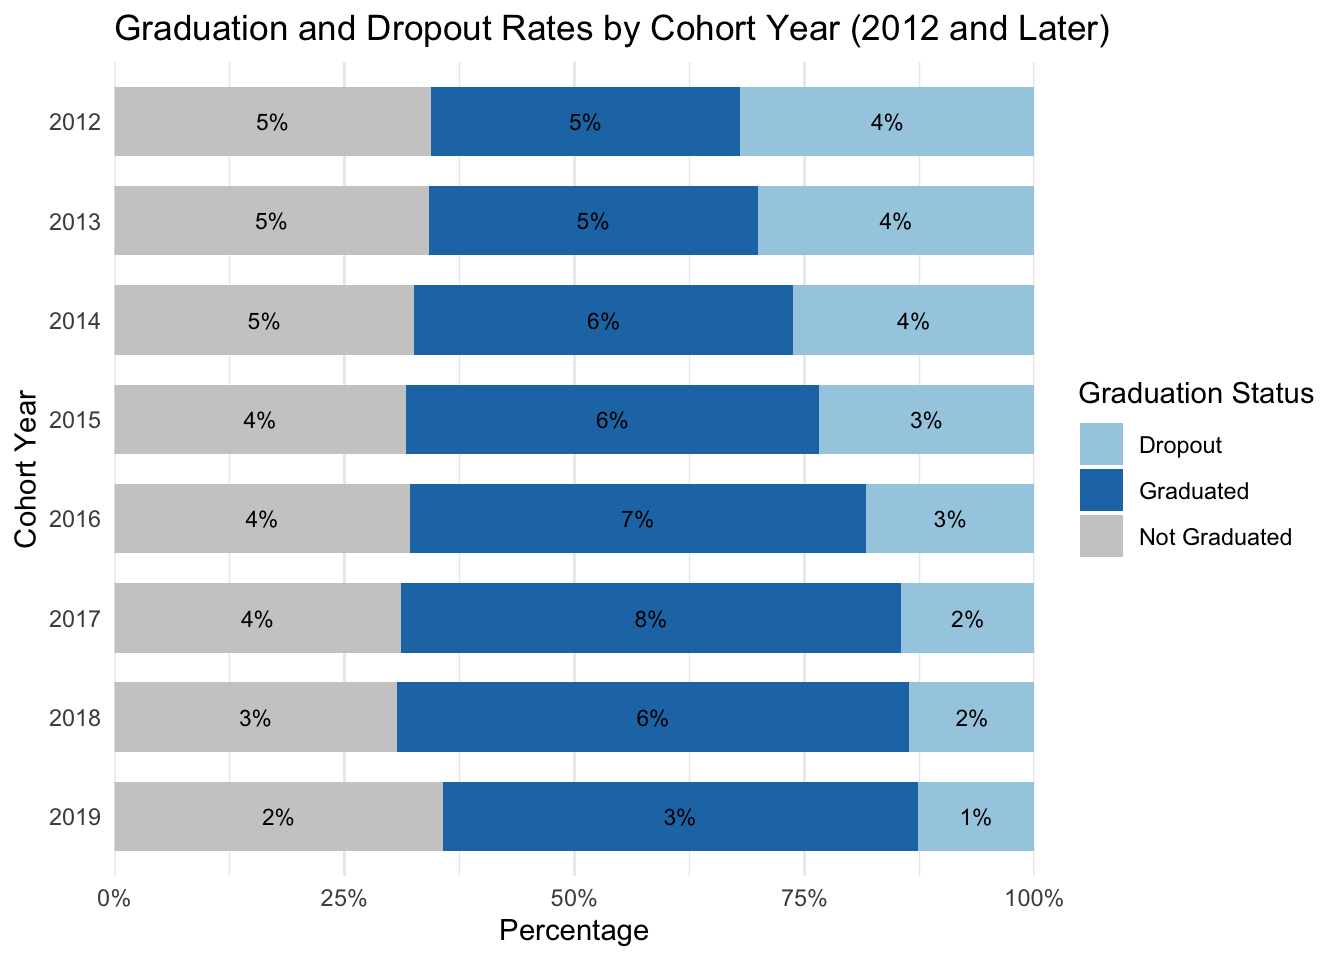 Graduation and Dropout Rates by Cohort Year (2012 and Later)
2012 5% 5% 4%
2013 5% 5% 4%
2014 5% 6% 4%
2015 4% 6% 3%
2016 4% 7% 3%
2017 4% 8% 2%
2018 3% 6% 2%
2019 2% 3% 1%
0% 25% 50% 75% 100%
Percentage
Cohort Year
Graduation Status
Dropout
Graduated
Not Graduated